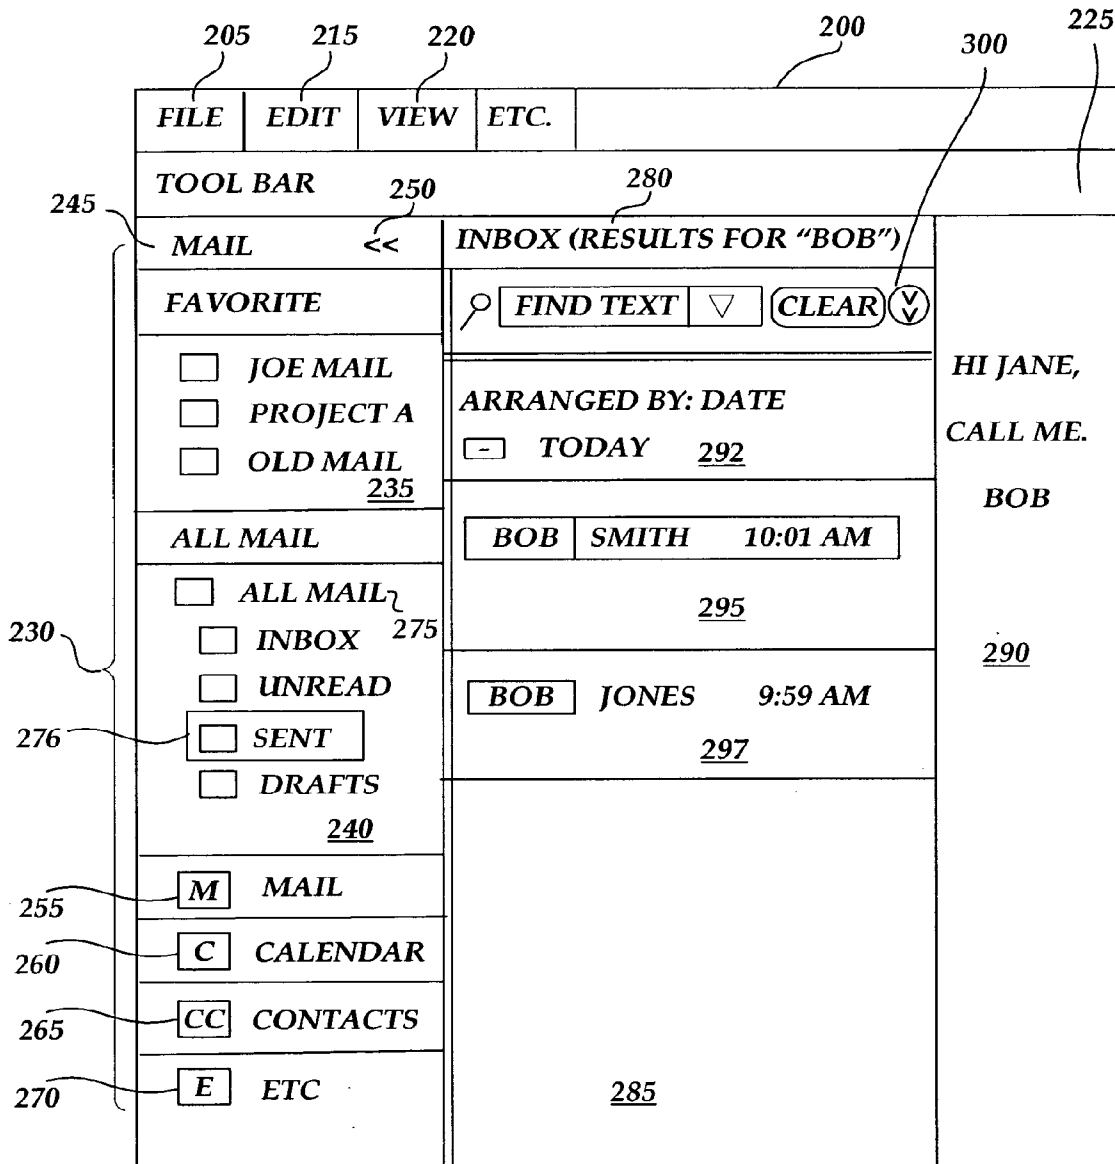 205 215 220 200 300 225
FILE EDIT VIEW ETC.
TOOL BAR
245
MAIL 250 <<
280
INBOX (RESULTS FOR “BOB”)
FAVORITE
FIND TEXT CLEAR
JOE MAIL
PROJECT A
OLD MAIL
235
ARRANGED BY: DATE
- TODAY 292
HI JANE,
CALL ME.
BOB
290
ALL MAIL
230
ALL MAIL
275
INBOX
UNREAD
276
SENT
DRAFTS
240
BOB SMITH 10:01 AM
295
BOB JONES 9:59 AM
297
255 M MAIL
260 C CALENDAR
265 CC CONTACTS
270 E ETC
285